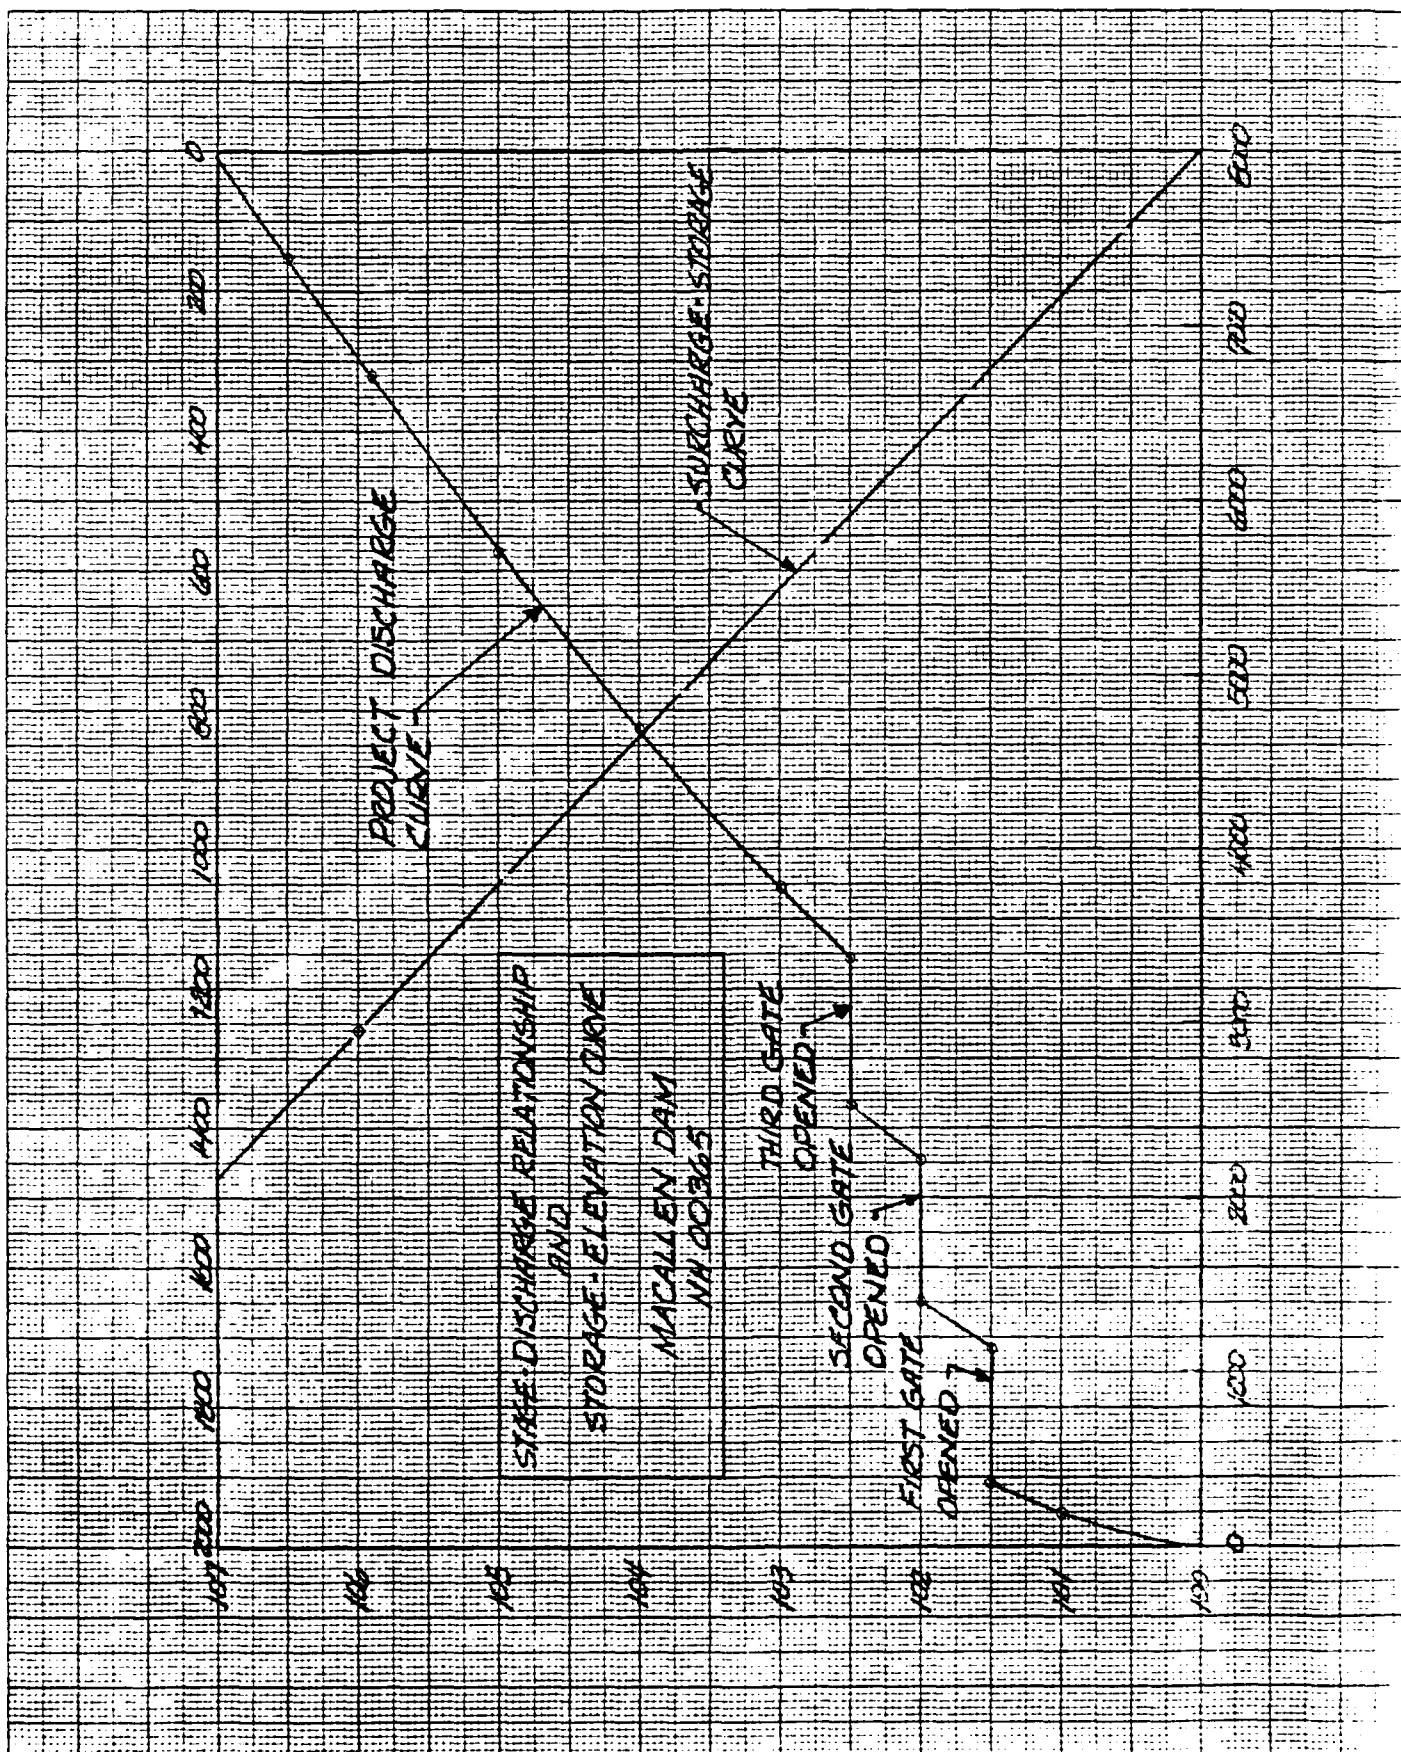 2000 1800 1600 1400 1200 1000 800 600 400 200 0
107
106
105
104
103
102
101
100
PROJECT DISCHARGE
CURVE
SURCHARGE-STORAGE
CURVE
STAGE-DISCHARGE RELATIONSHIP
AND
STORAGE-ELEVATION CURVE
MACALLEN DAM
NH 00365
THIRD GATE
OPENED
SECOND GATE
OPENED
FIRST GATE
OPENED
0 1000 2000 3000 4000 5000 6000 7000 8000